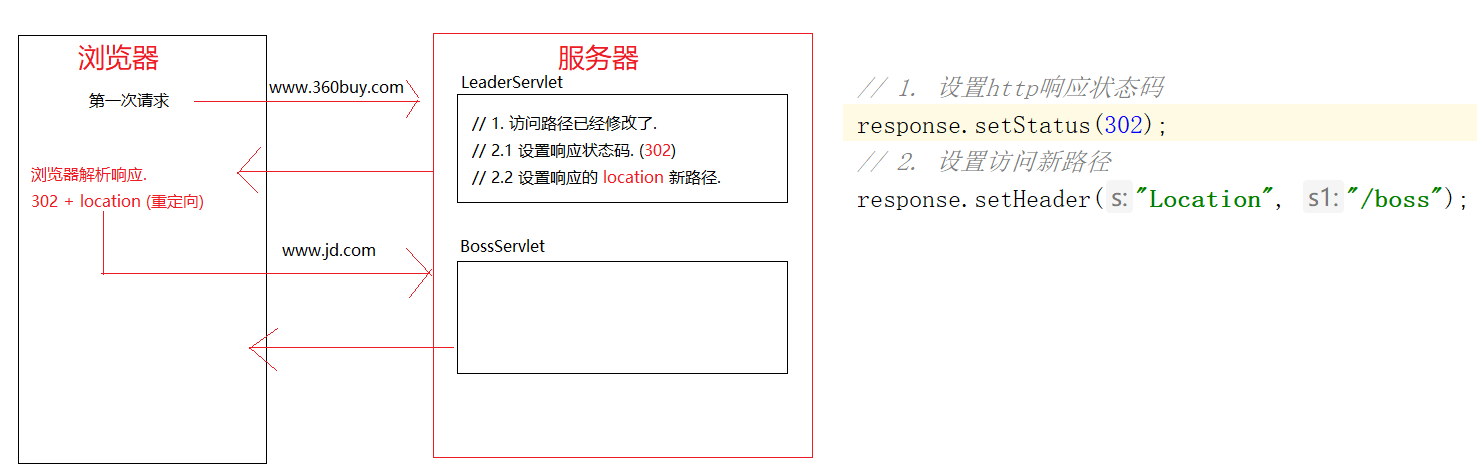 浏览器
服务器
第一次请求
www.360buy.com
LeaderServlet
// 1. 访问路径已经修改了.
// 2.1 设置响应状态码. (302)
// 2.2 设置响应的 location 新路径.
浏览器解析响应.
302 + location (重定向)
www.jd.com
BossServlet
// 1. 设置http响应状态码
response.setStatus(302);
// 2. 设置访问新路径
response.setHeader( s: "Location", s1: "/boss");